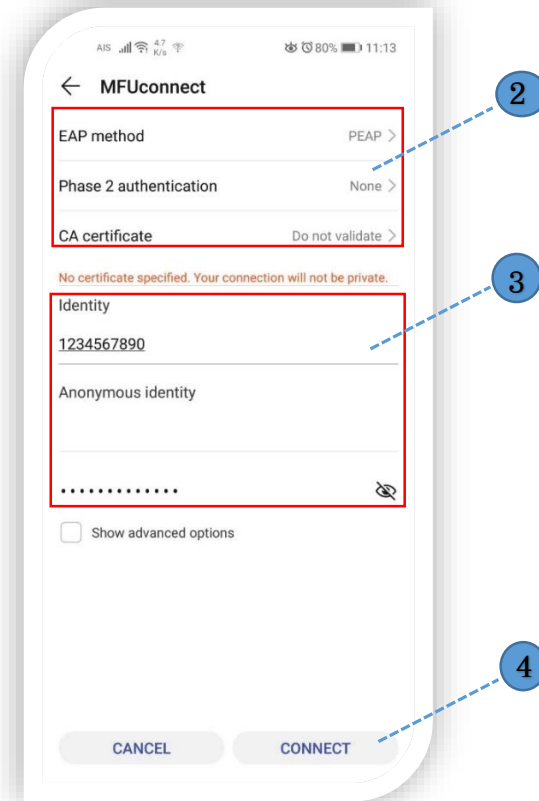 AIS 4.7 K/s 80% 11:13
← MFUconnect
2
EAP method PEAP >
Phase 2 authentication None >
CA certificate Do not validate >
No certificate specified. Your connection will not be private.
3
Identity
1234567890
Anonymous identity
•••••••••••••
Show advanced options
4
CANCEL CONNECT